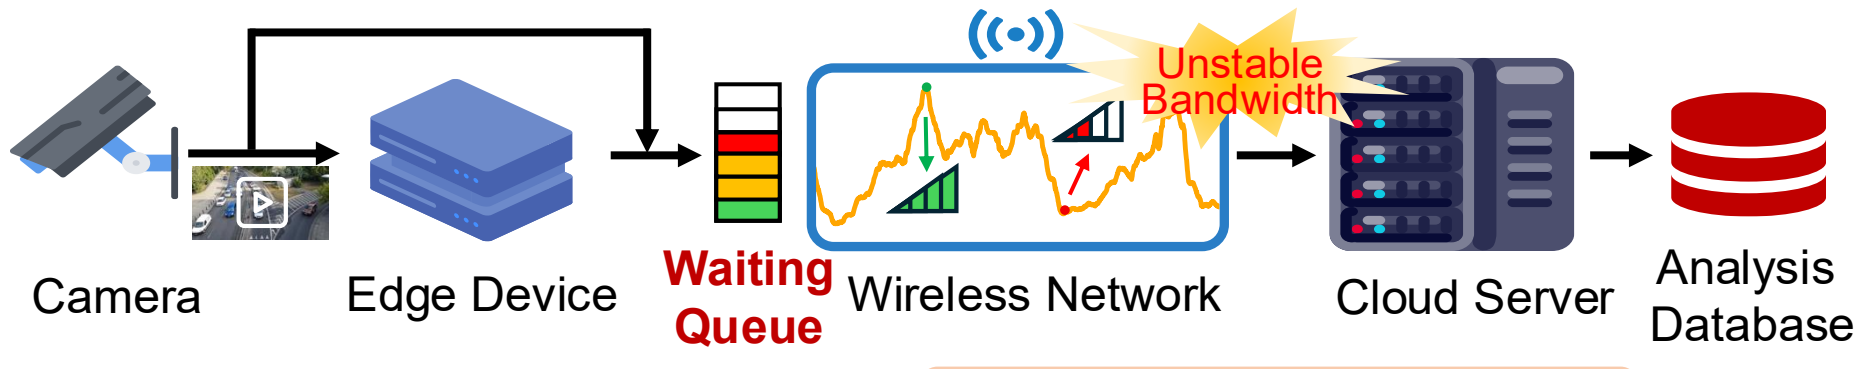 Unstable
Bandwidth
Camera
Edge Device
Waiting
Queue
Wireless Network
Cloud Server
Analysis
Database